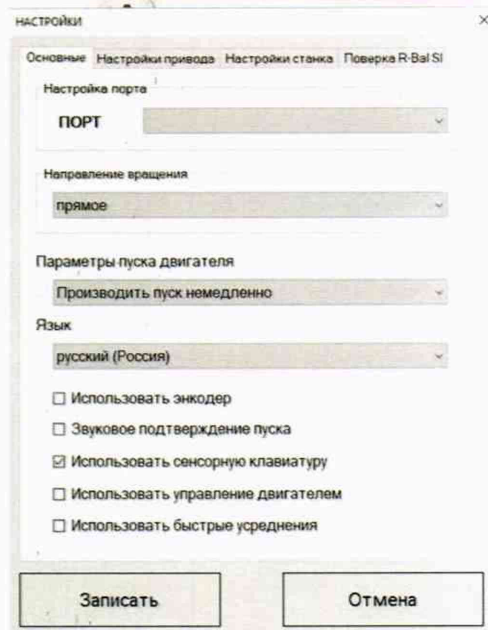 НАСТРОЙКИ
Основные Настройки привода Настройки станка Поверка R-Bal SI
Настройка порта
ПОРТ
Направление вращения
прямое
Параметры пуска двигателя
Производить пуск немедленно
Язык
русский (Россия)
Использовать энкодер
Звуковое подтверждение пуска
Использовать сенсорную клавиатуру
Использовать управление двигателем
Использовать быстрые усреднения
Записать Отмена